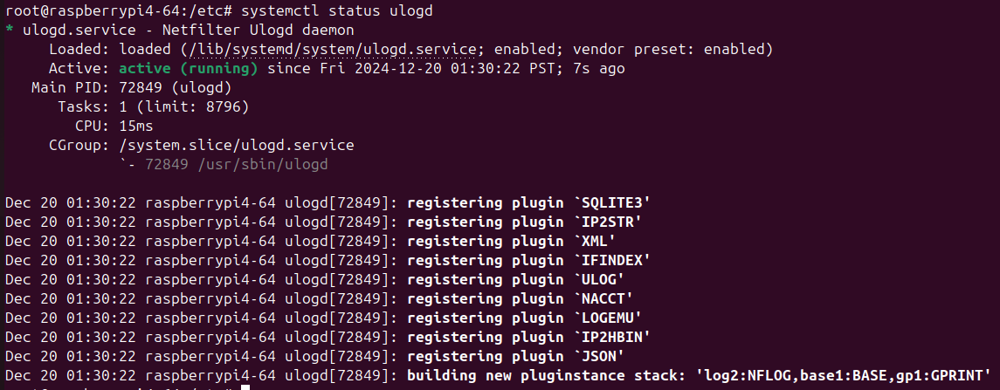 root@raspberrypi4-64:/etc# systemctl status ulogd
* ulogd.service - Netfilter Ulogd daemon
     Loaded: loaded (/lib/systemd/system/ulogd.service; enabled; vendor preset: enabled)
     Active: active (running) since Fri 2024-12-20 01:30:22 PST; 7s ago
   Main PID: 72849 (ulogd)
      Tasks: 1 (limit: 8796)
        CPU: 15ms
     CGroup: /system.slice/ulogd.service
             `- 72849 /usr/sbin/ulogd
Dec 20 01:30:22 raspberrypi4-64 ulogd[72849]: registering plugin `SQLITE3'
Dec 20 01:30:22 raspberrypi4-64 ulogd[72849]: registering plugin `IP2STR'
Dec 20 01:30:22 raspberrypi4-64 ulogd[72849]: registering plugin `XML'
Dec 20 01:30:22 raspberrypi4-64 ulogd[72849]: registering plugin `IFINDEX'
Dec 20 01:30:22 raspberrypi4-64 ulogd[72849]: registering plugin `ULOG'
Dec 20 01:30:22 raspberrypi4-64 ulogd[72849]: registering plugin `NACCT'
Dec 20 01:30:22 raspberrypi4-64 ulogd[72849]: registering plugin `LOGEMU'
Dec 20 01:30:22 raspberrypi4-64 ulogd[72849]: registering plugin `IP2HBIN'
Dec 20 01:30:22 raspberrypi4-64 ulogd[72849]: registering plugin `JSON'
Dec 20 01:30:22 raspberrypi4-64 ulogd[72849]: building new pluginstance stack: 'log2:NFLOG,base1:BASE,gp1:GPRINT'